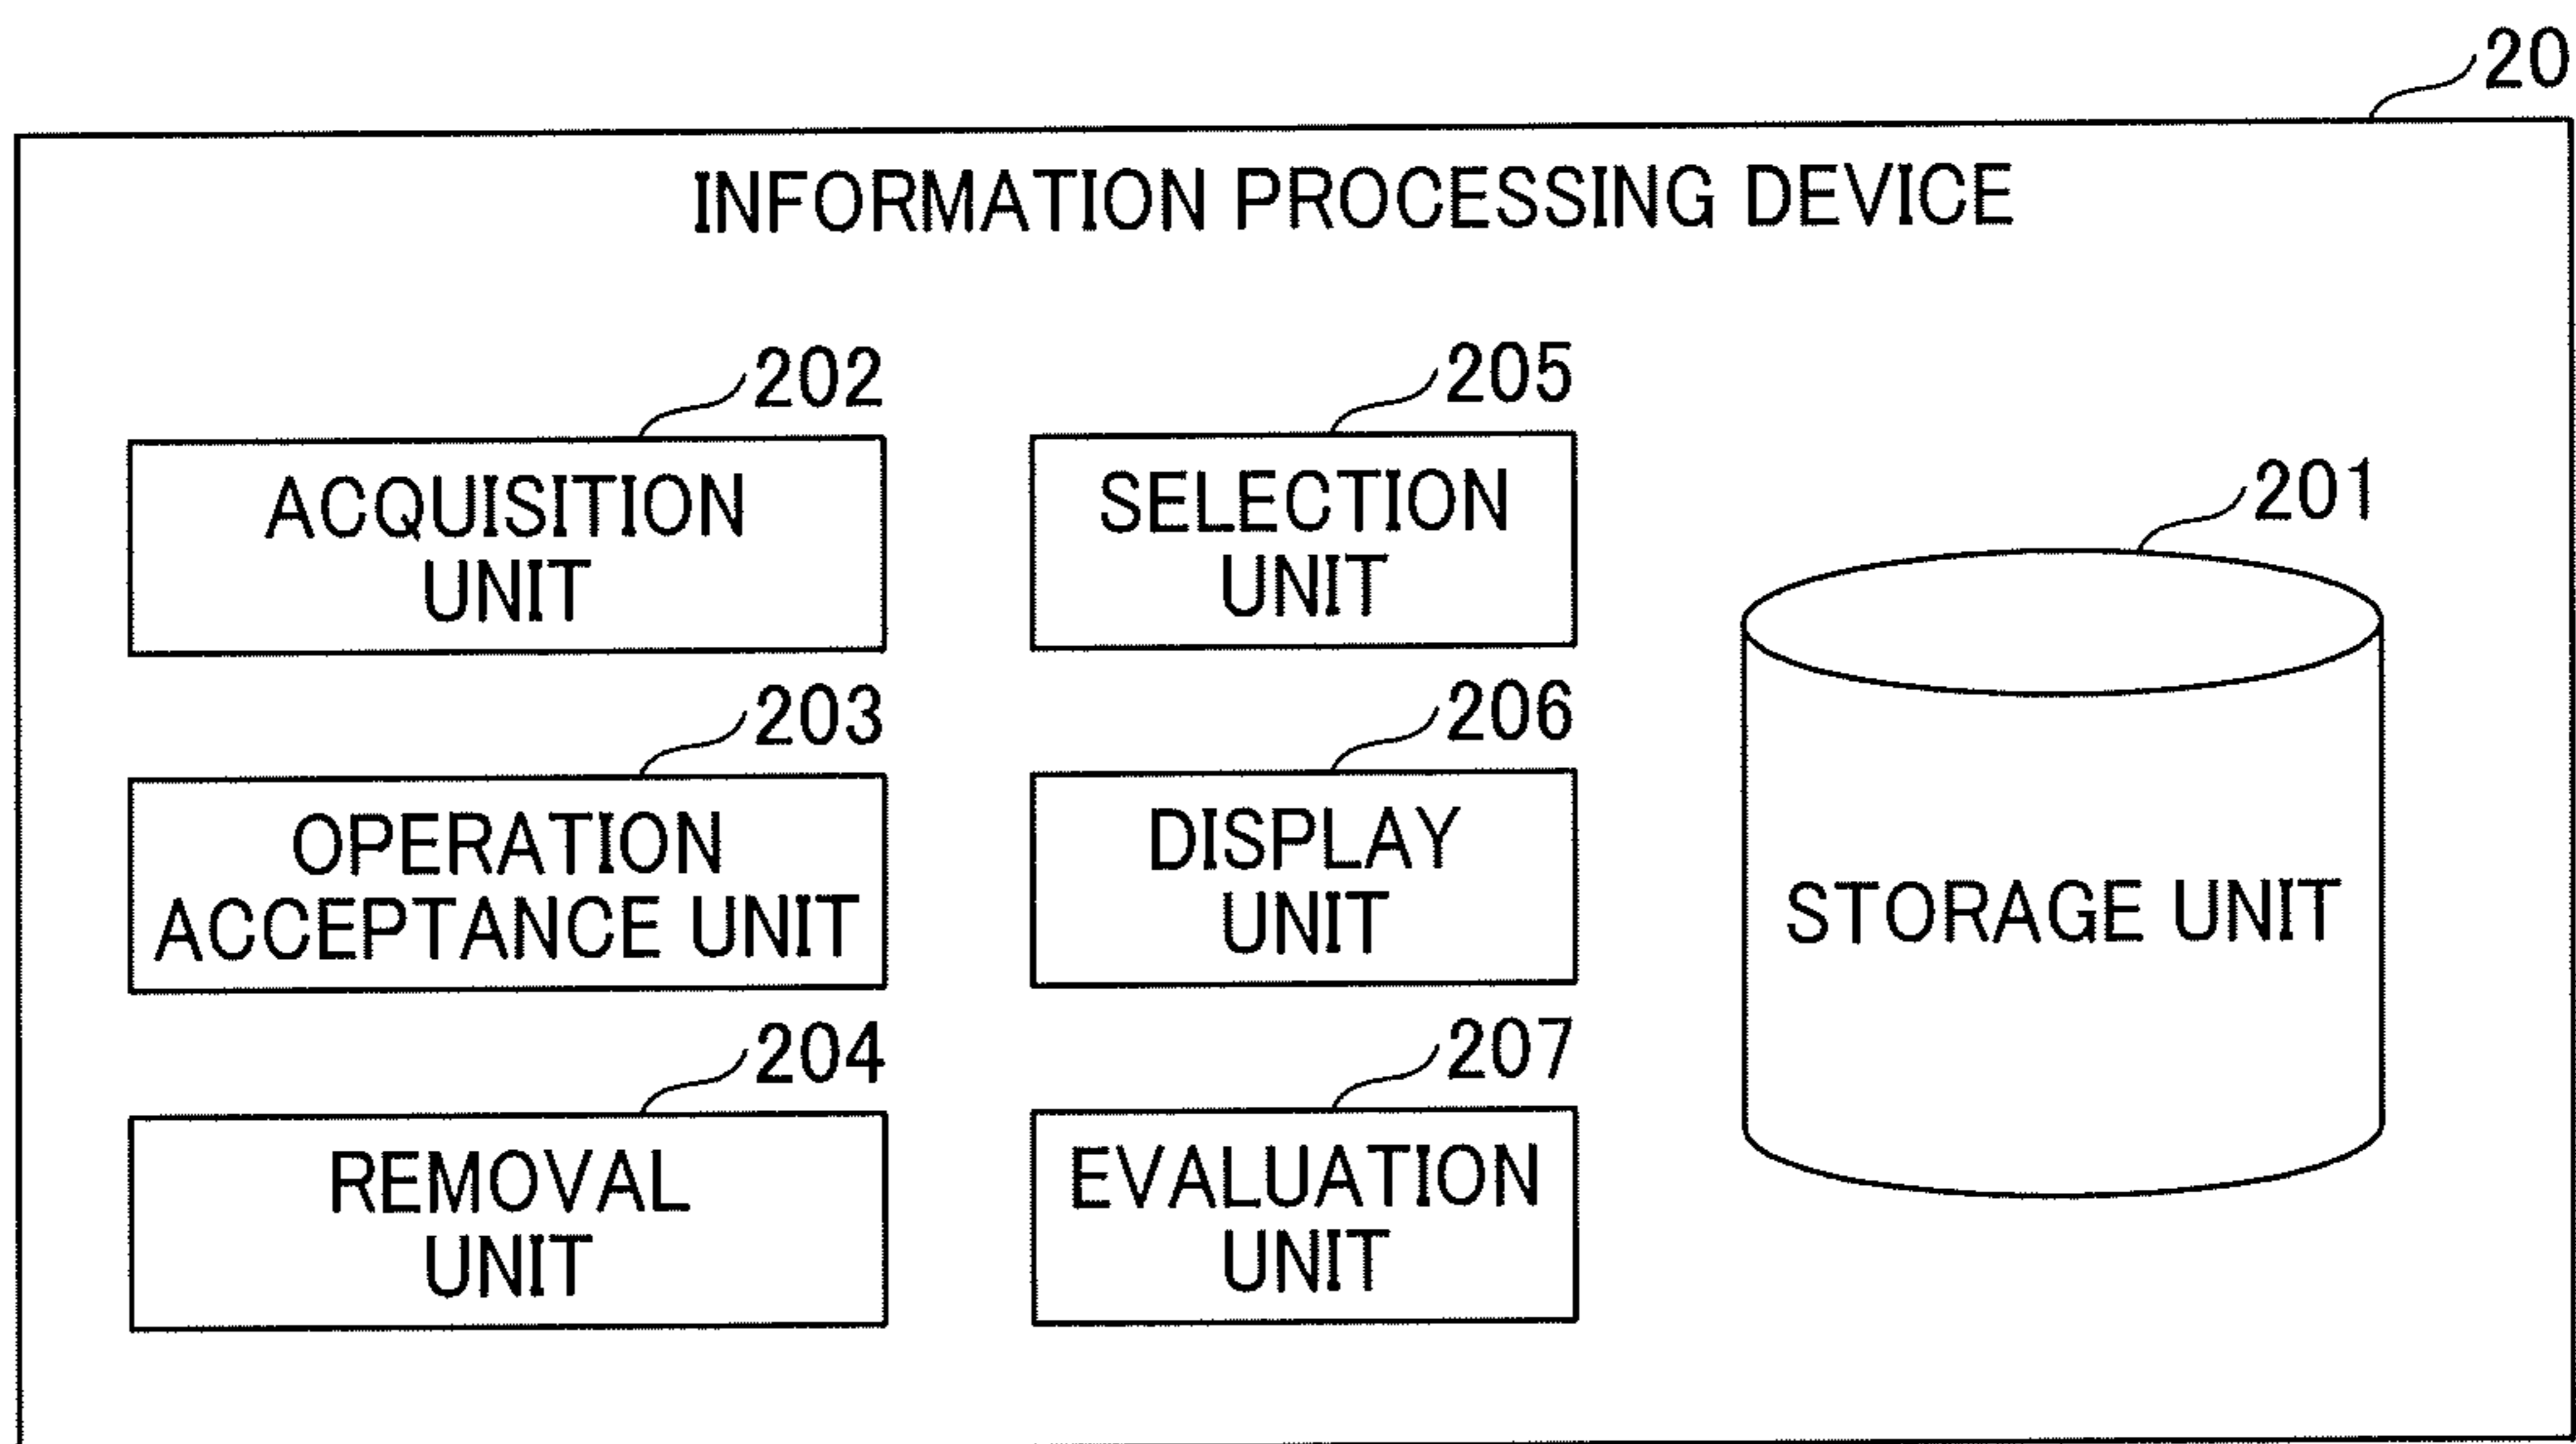 20
INFORMATION PROCESSING DEVICE
202
ACQUISITION
UNIT
203
OPERATION
ACCEPTANCE UNIT
204
REMOVAL
UNIT
205
SELECTION
UNIT
206
DISPLAY
UNIT
207
EVALUATION
UNIT
201
STORAGE UNIT